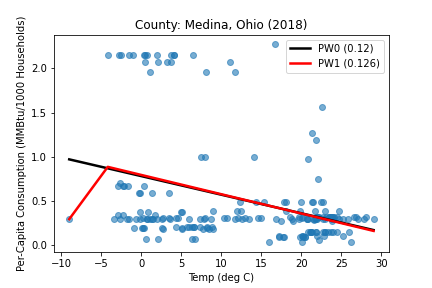 County: Medina, Ohio (2018)
PW0 (0.12)
PW1 (0.126)
Per-Capita Consumption (MMBtu/1000 Households)
2.0
1.5
1.0
0.5
0.0
−10 −5 0 5 10 15 20 25 30
Temp (deg C)